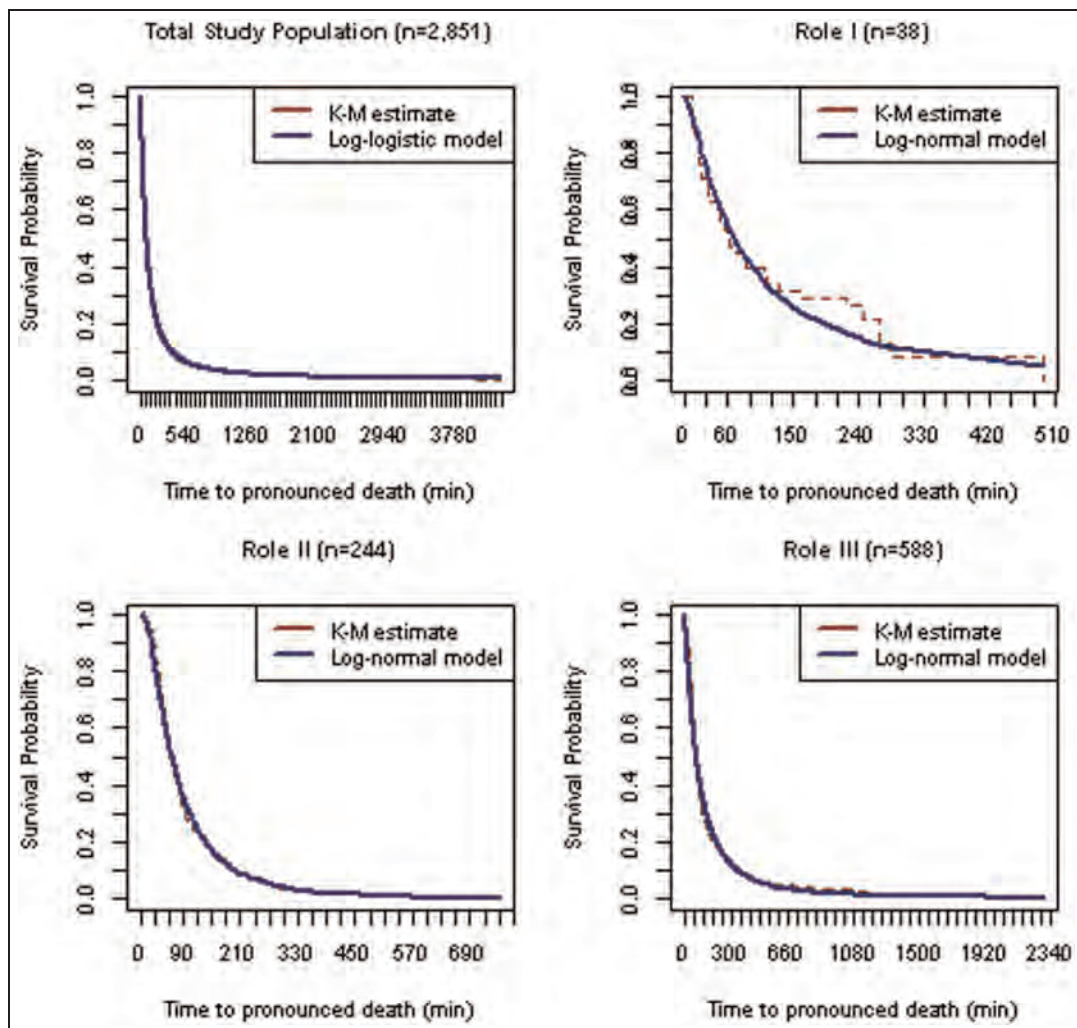 Total Study Population (n=2,851)
K-M estimate
Log-logistic model
Survival Probability
0.0 0.2 0.4 0.6 0.8 1.0
0 540 1260 2100 2940 3780
Time to pronounced death (min)
Role I (n=38)
K-M estimate
Log-normal model
Survival Probability
0.0 0.2 0.4 0.6 0.8 1.0
0 60 150 240 330 420 510
Time to pronounced death (min)
Role II (n=244)
K-M estimate
Log-normal model
Survival Probability
0.0 0.2 0.4 0.6 0.8 1.0
0 90 210 330 450 570 690
Time to pronounced death (min)
Role III (n=588)
K-M estimate
Log-normal model
Survival Probability
0.0 0.2 0.4 0.6 0.8 1.0
0 300 660 1080 1500 1920 2340
Time to pronounced death (min)